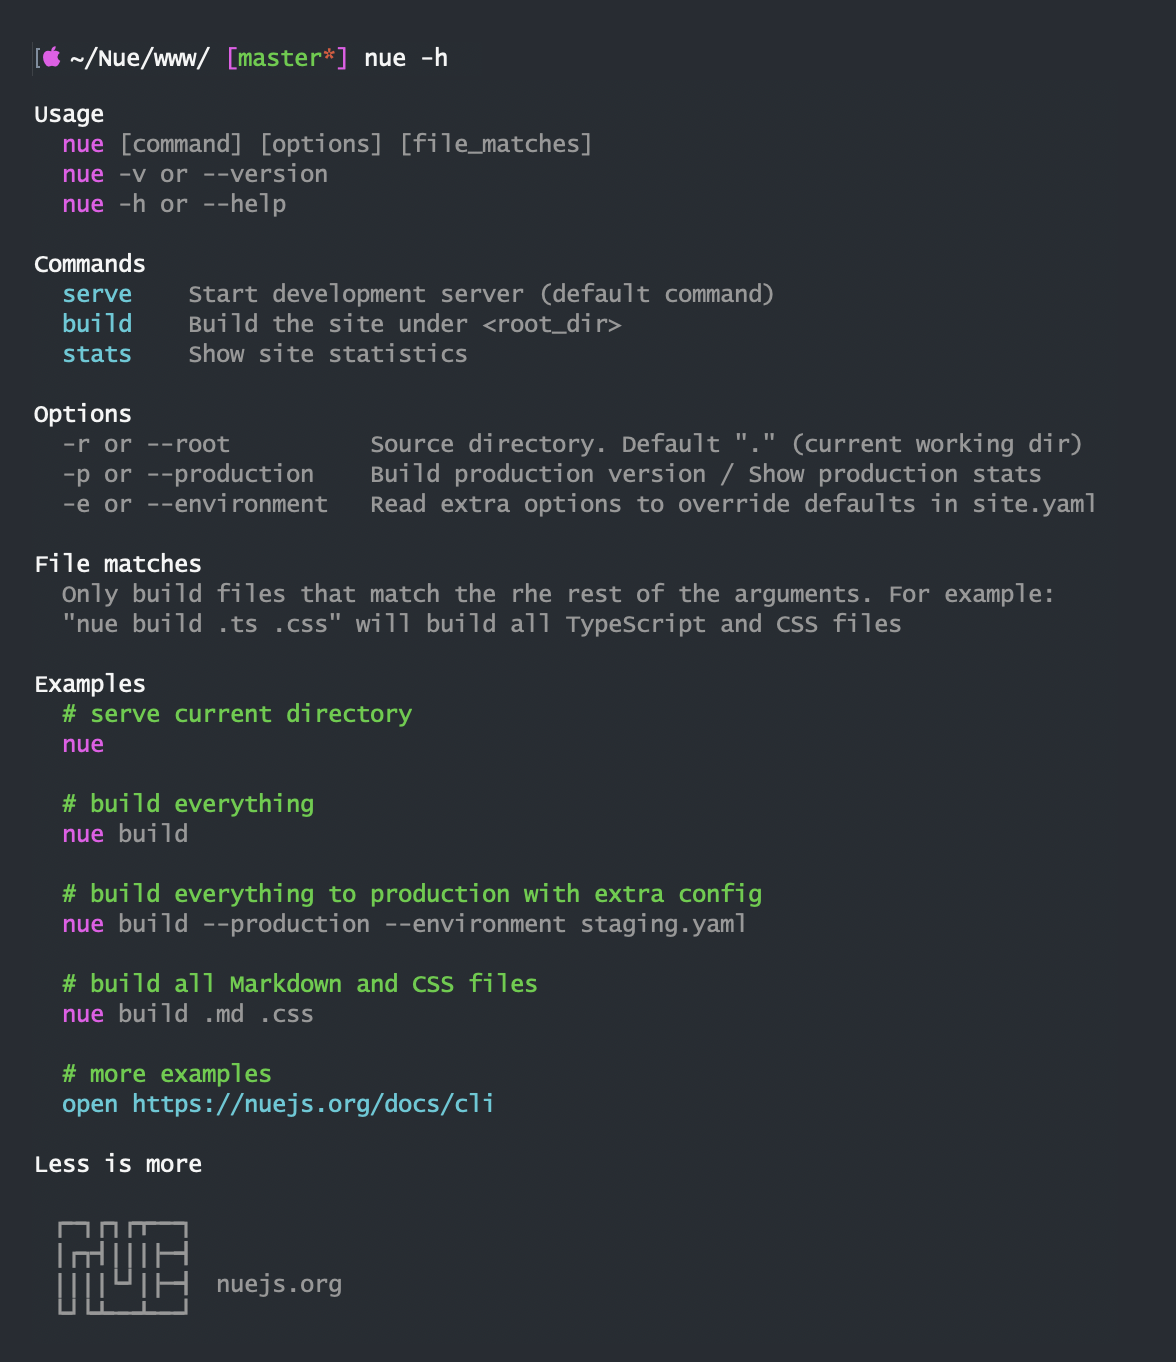 [ ~/Nue/www/ [master*] nue -h
Usage
nue [command] [options] [file_matches]
nue -v or --version
nue -h or --help
Commands
serve    Start development server (default command)
build    Build the site under <root_dir>
stats    Show site statistics
Options
-r or --root          Source directory. Default "." (current working dir)
-p or --production    Build production version / Show production stats
-e or --environment   Read extra options to override defaults in site.yaml
File matches
Only build files that match the rhe rest of the arguments. For example:
"nue build .ts .css" will build all TypeScript and CSS files
Examples
# serve current directory
nue
# build everything
nue build
# build everything to production with extra config
nue build --production --environment staging.yaml
# build all Markdown and CSS files
nue build .md .css
# more examples
open https://nuejs.org/docs/cli
Less is more
nuejs.org